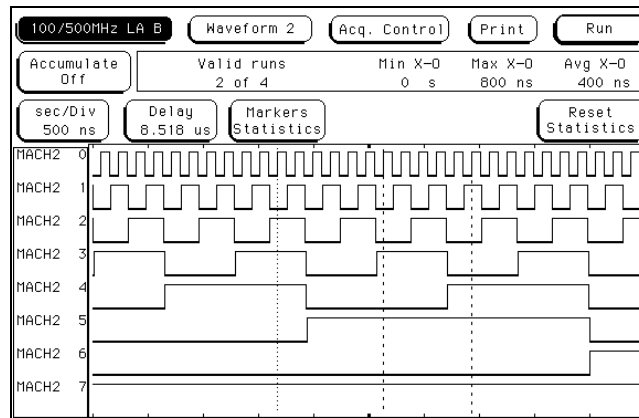 100/500MHz LA B Waveform 2 Acq. Control Print Run
Accumulate Off
Valid runs 2 of 4
Min X-O 0 s
Max X-O 800 ns
Avg X-O 400 ns
sec/Div 500 ns
Delay 8.518 us
Markers Statistics
Reset Statistics
MACH2 0
MACH2 1
MACH2 2
MACH2 3
MACH2 4
MACH2 5
MACH2 6
MACH2 7